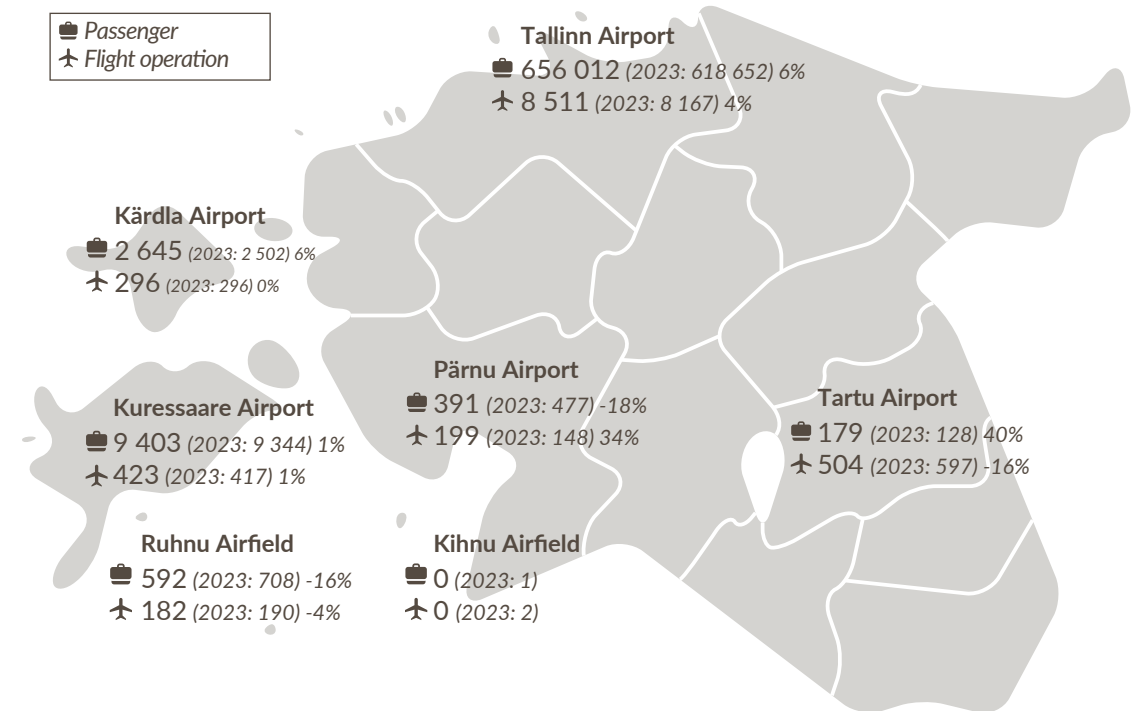 Passenger
Flight operation
Tallinn Airport
656 012 (2023: 618 652) 6%
8 511 (2023: 8 167) 4%
Kärdla Airport
2 645 (2023: 2 502) 6%
296 (2023: 296) 0%
Pärnu Airport
391 (2023: 477) -18%
199 (2023: 148) 34%
Tartu Airport
179 (2023: 128) 40%
504 (2023: 597) -16%
Kuressaare Airport
9 403 (2023: 9 344) 1%
423 (2023: 417) 1%
Ruhnu Airfield
592 (2023: 708) -16%
182 (2023: 190) -4%
Kihnu Airfield
0 (2023: 1)
0 (2023: 2)